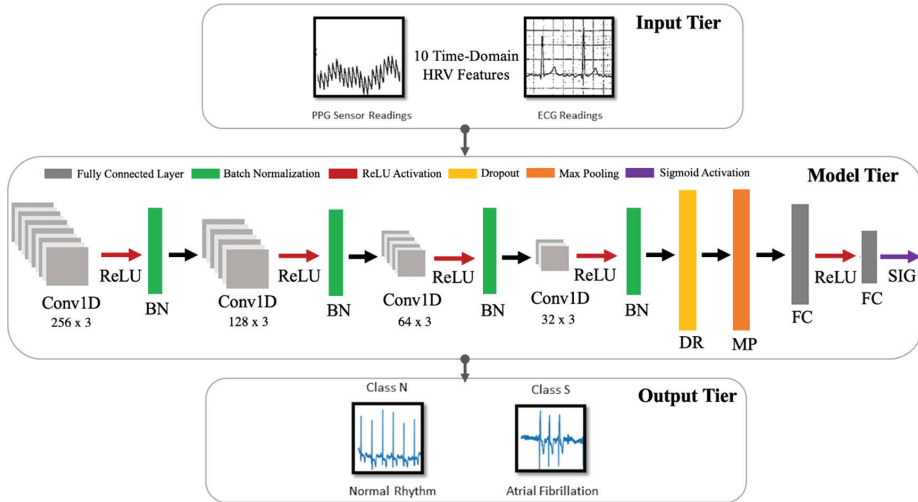 Input Tier
10 Time-Domain
HRV Features
PPG Sensor Readings
ECG Readings
Fully Connected Layer
Batch Normalization
ReLU Activation
Dropout
Max Pooling
Sigmoid Activation
Model Tier
ReLU
ReLU
ReLU
ReLU
ReLU
SIG
Conv1D
256 x 3
BN
Conv1D
128 x 3
BN
Conv1D
64 x 3
BN
Conv1D
32 x 3
BN
DR
MP
FC
FC
Class N
Class S
Output Tier
Normal Rhythm
Atrial Fibrillation